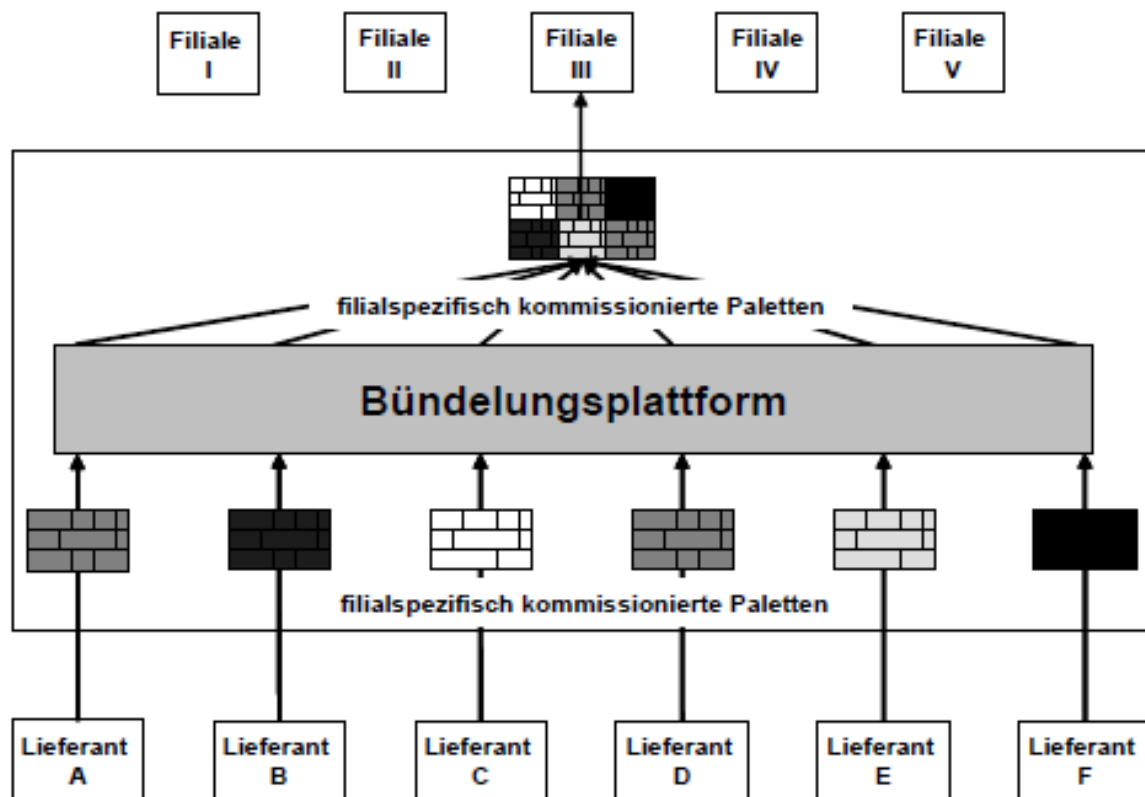 Filiale
I
Filiale
II
Filiale
III
Filiale
IV
Filiale
V
filialspezifisch kommissionierte Paletten
Bündelungsplattform
filialspezifisch kommissionierte Paletten
Lieferant
A
Lieferant
B
Lieferant
C
Lieferant
D
Lieferant
E
Lieferant
F